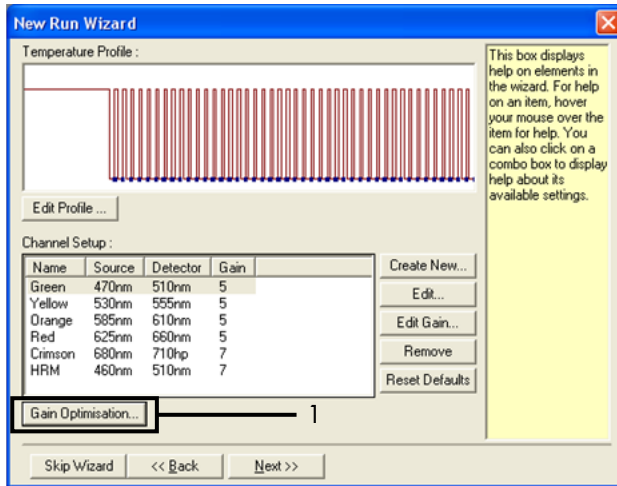 New Run Wizard
Temperature Profile :
Edit Profile ...
Channel Setup :
Name Source Detector Gain
Green 470nm 510nm 5
Yellow 530nm 555nm 5
Orange 585nm 610nm 5
Red 625nm 660nm 5
Crimson 680nm 710hp 7
HRM 460nm 510nm 7
Create New...
Edit...
Edit Gain...
Remove
Reset Defaults
Gain Optimisation...
1
Skip Wizard
<< Back
Next >>
This box displays
help on elements in
the wizard. For help
on an item, hover
your mouse over the
item for help. You
can also click on a
combo box to display
help about its
available settings.